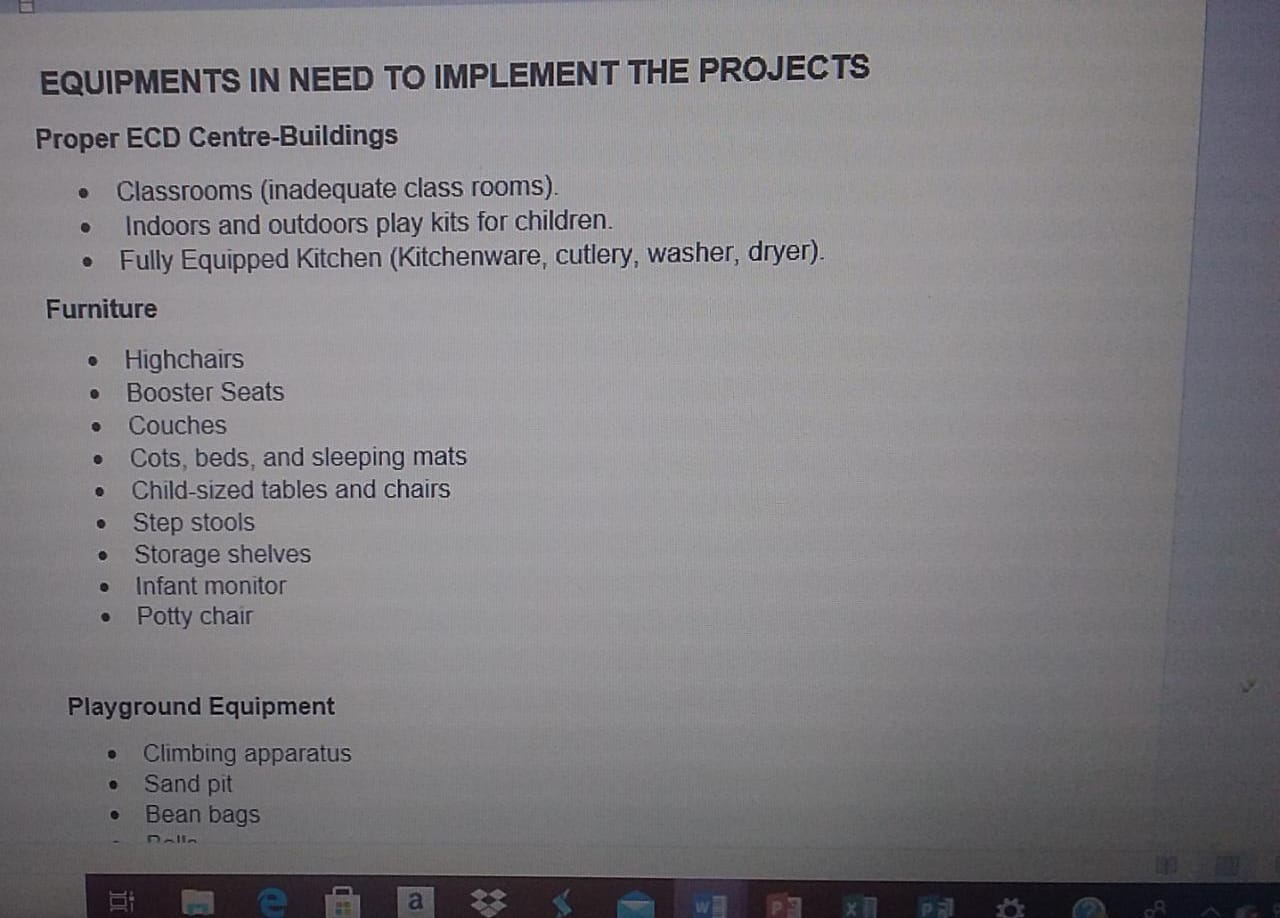 EQUIPMENTS IN NEED TO IMPLEMENT THE PROJECTS
Proper ECD Centre-Buildings
• Classrooms (inadequate class rooms).
• Indoors and outdoors play kits for children.
• Fully Equipped Kitchen (Kitchenware, cutlery, washer, dryer).
Furniture
• Highchairs
• Booster Seats
• Couches
• Cots, beds, and sleeping mats
• Child-sized tables and chairs
• Step stools
• Storage shelves
• Infant monitor
• Potty chair
Playground Equipment
• Climbing apparatus
• Sand pit
• Bean bags